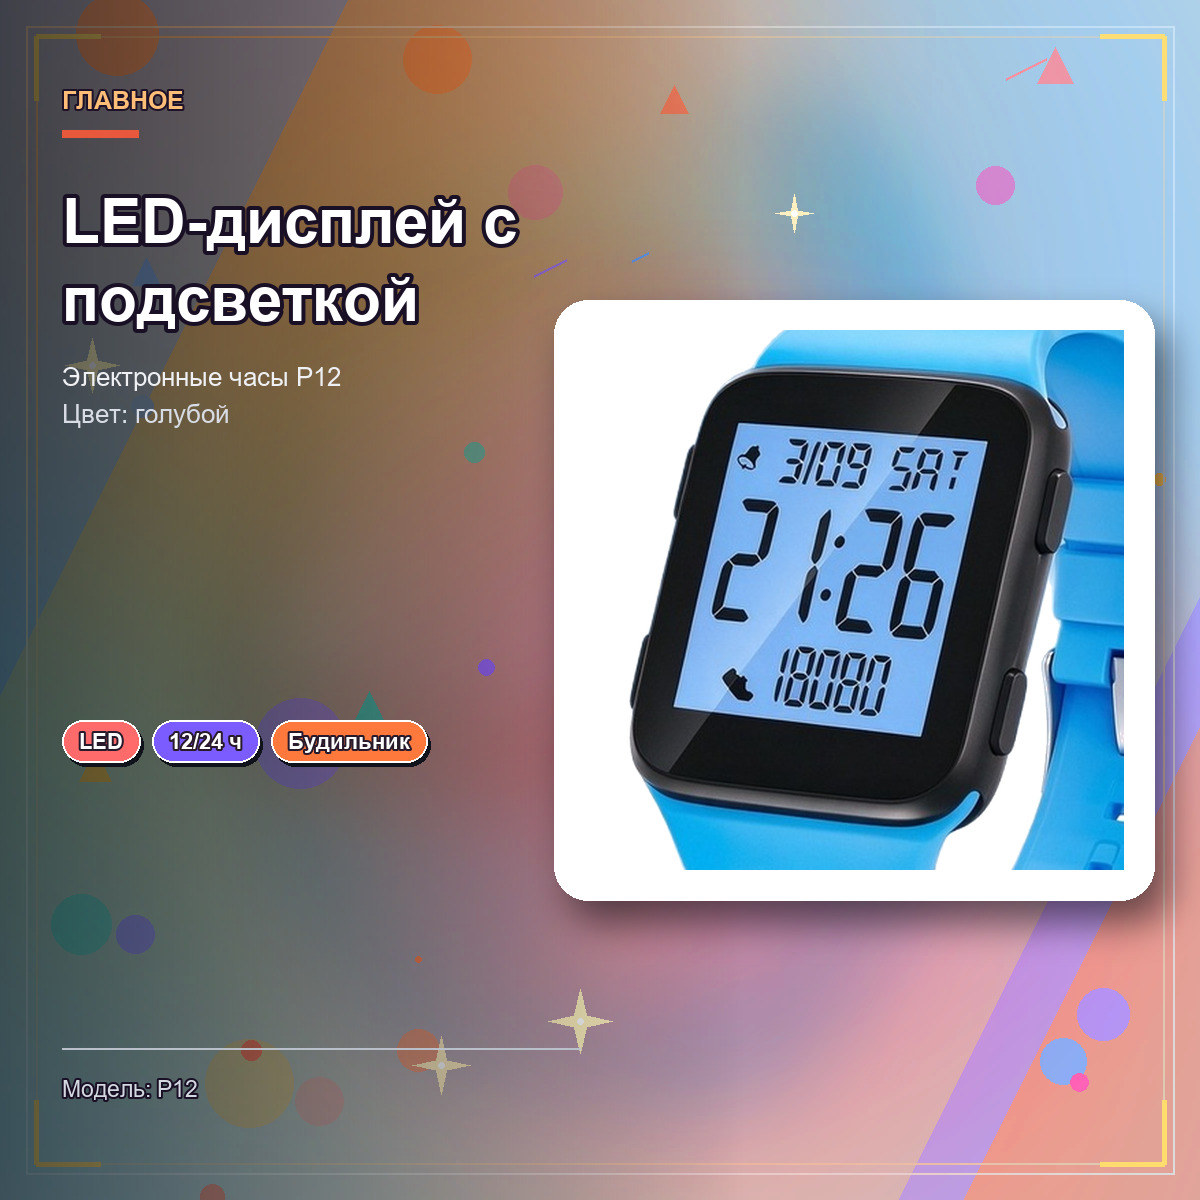 ГЛАВНОЕ
LED-дисплей с
подсветкой
Электронные часы P12
Цвет: голубой
3/09 SAT
21:26
18080
LED
12/24 ч
Будильник
Модель: P12